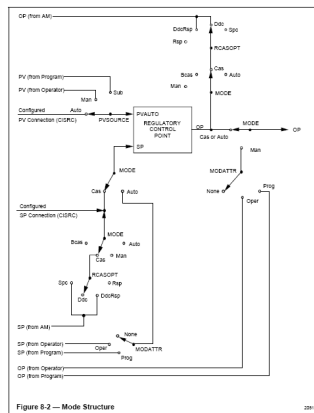 OP (from AM)
Ddc
DdcRsp
Spc
Rsp
RCASOPT
PV (from Program)
Sub
Cas
Bcas
Auto
PV (from Operator)
Man
Man
MODE
Configured
Auto
PV Connection (CISRC)
PVSOURCE
PVAUTO
REGULATORY
CONTROL
POINT
OP
MODE
OP
Cas or Auto
SP
Man
MODE
MODATTR
Cas
Auto
None
Prog
Oper
Configured
SP Connection (CISRC)
MODE
Bcas
Auto
Man
Cas
RCASOPT
Spc
Rsp
Ddc
DdcRsp
SP (from AM)
None
SP (from Operator)
Oper
MODATTR
SP (from Program)
Prog
OP (from Operator)
OP (from Program)
Figure 8-2 — Mode Structure